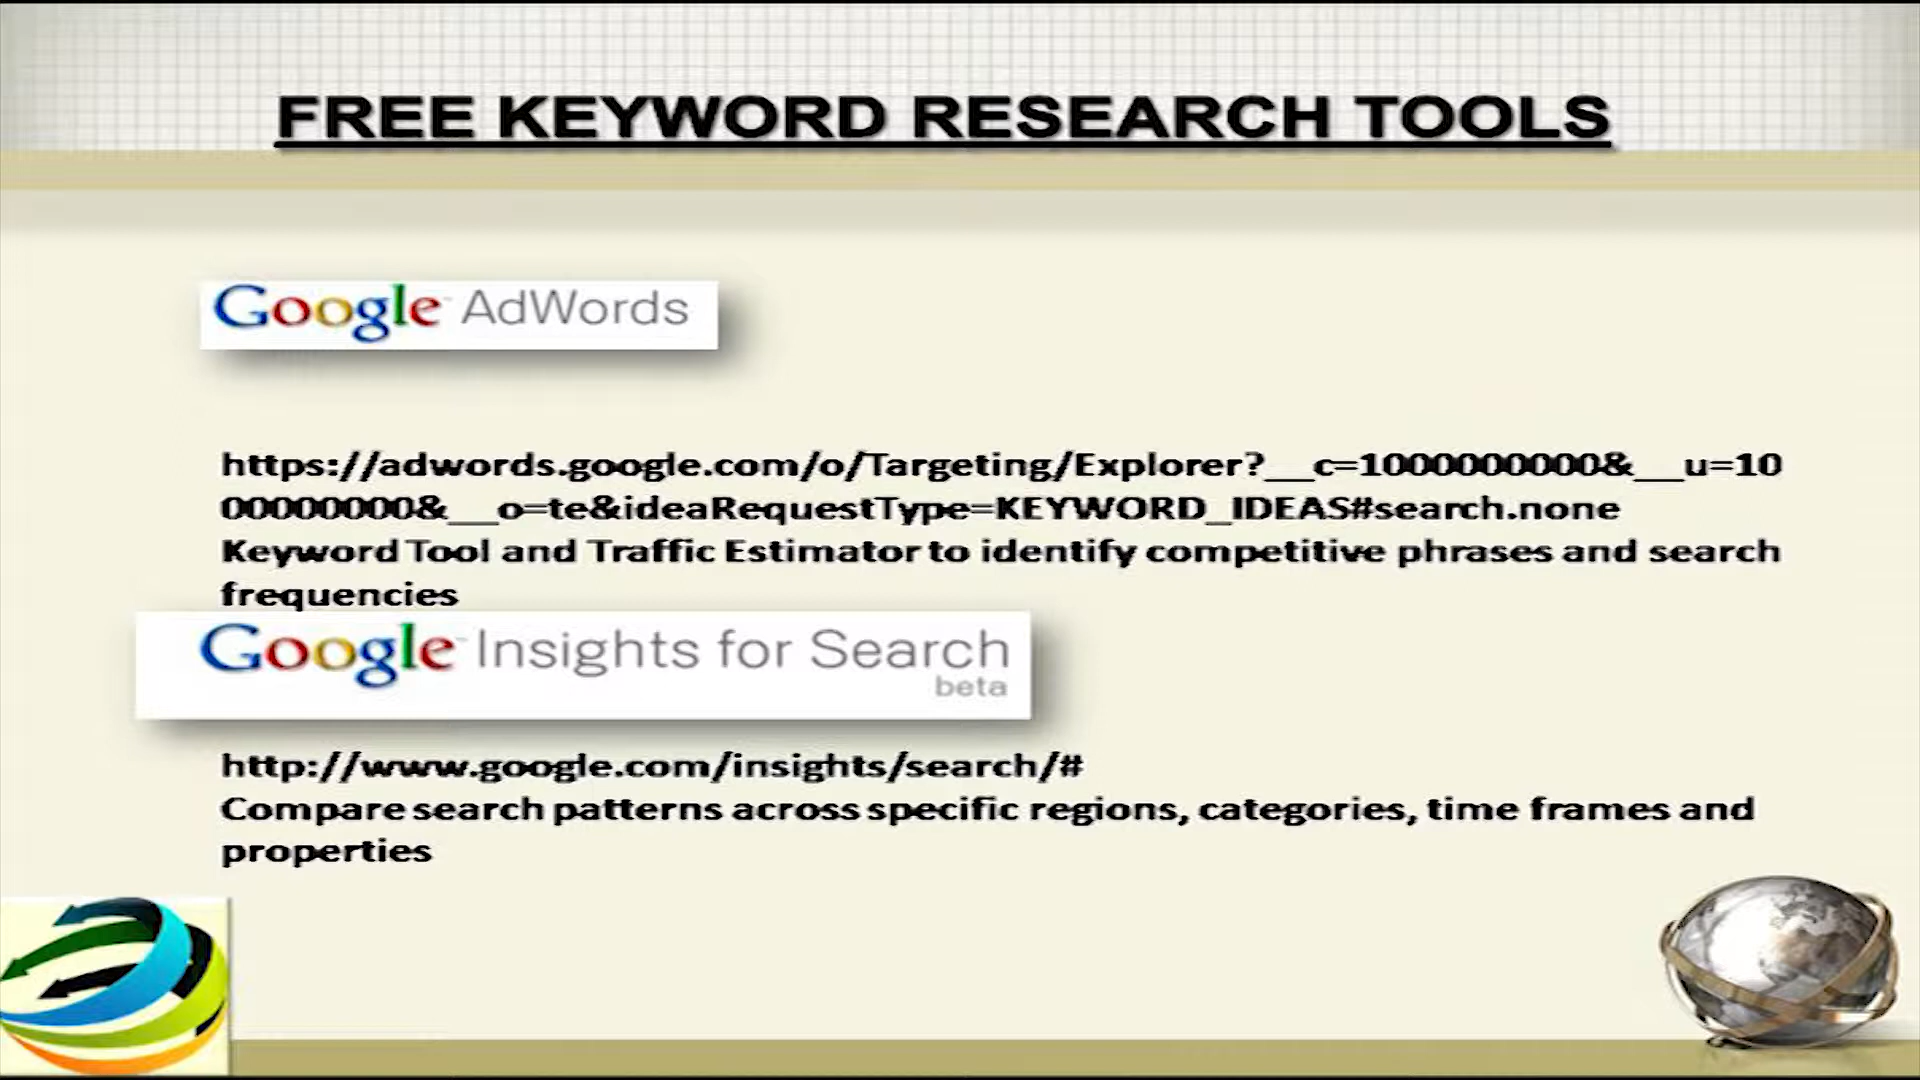 FREE KEYWORD RESEARCH TOOLS
Google™ AdWords
https://adwords.google.com/o/Targeting/Explorer?__c=1000000000&__u=10
00000000&__o=te&ideaRequestType=KEYWORD_IDEAS#search.none
Keyword Tool and Traffic Estimator to identify competitive phrases and search
frequencies
Google™ Insights for Search
beta
http://www.google.com/insights/search/#
Compare search patterns across specific regions, categories, time frames and
properties